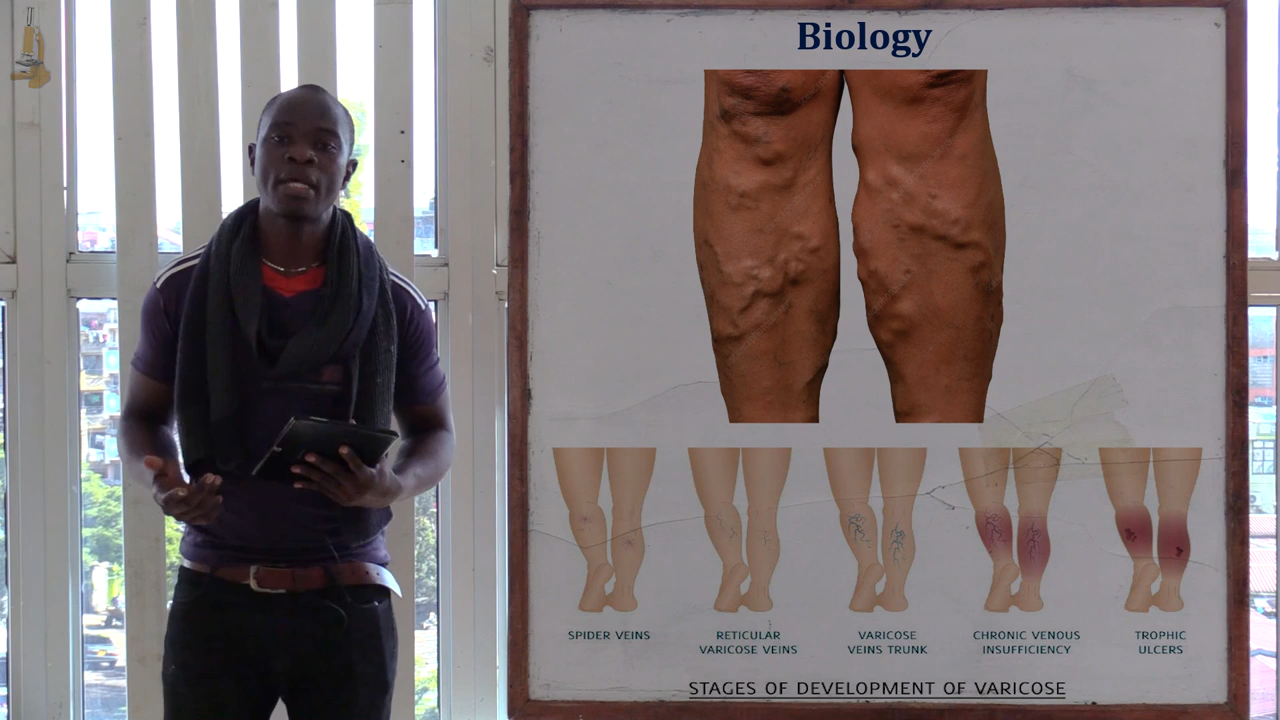 Biology
SPIDER VEINS
RETICULAR
VARICOSE VEINS
VARICOSE
VEINS TRUNK
CHRONIC VENOUS
INSUFFICIENCY
TROPHIC
ULCERS
STAGES OF DEVELOPMENT OF VARICOSE